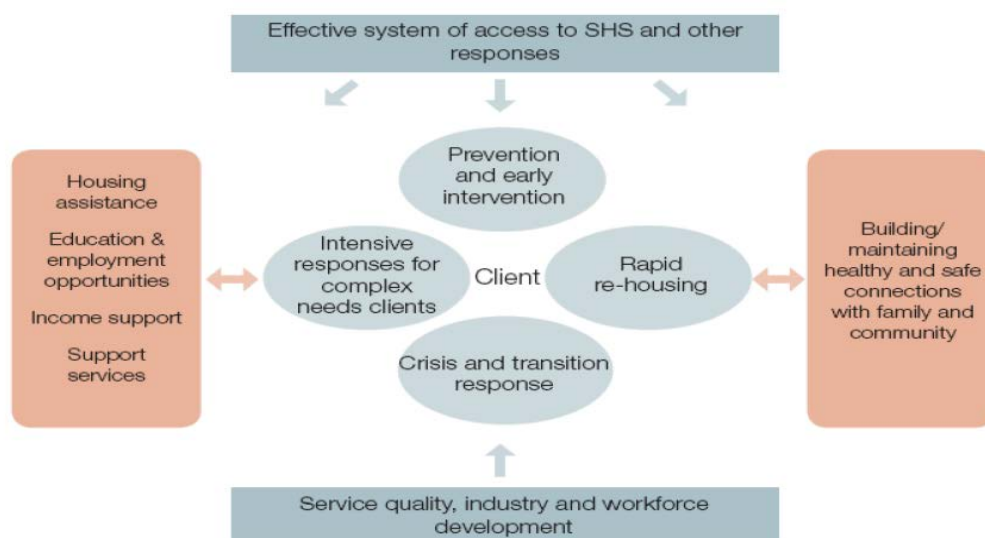 Effective system of access to SHS and other
responses
Prevention
and early
intervention
Housing
assistance
Education &
employment
opportunities
Income support
Support
services
Intensive
responses for
complex
needs clients
Client
Rapid
re-housing
Building/
maintaining
healthy and safe
connections
with family and
community
Crisis and transition
response
Service quality, industry and workforce
development